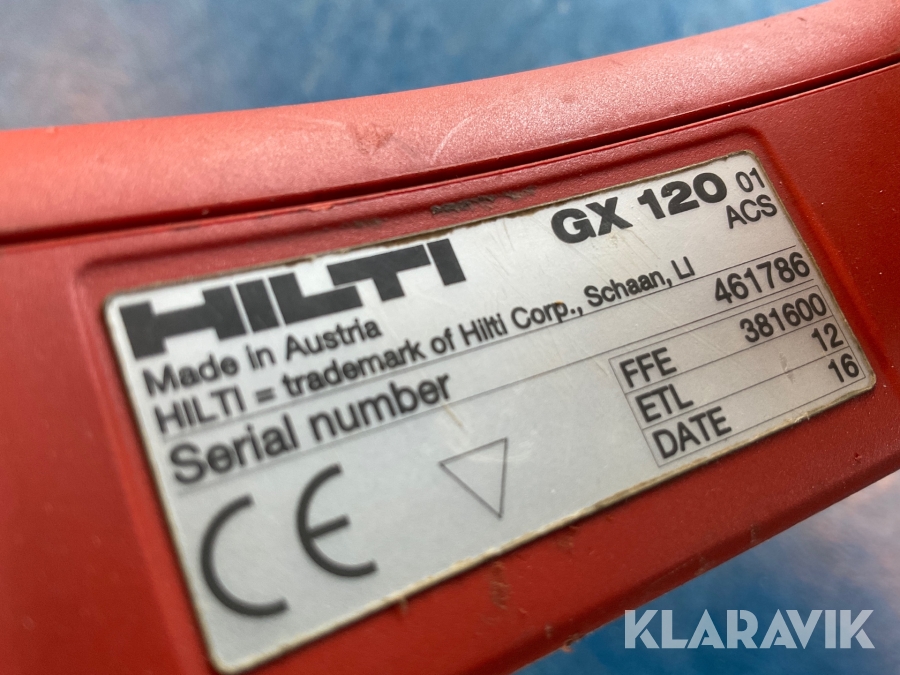 HILTI
GX 120 01
ACS
Made in Austria
HILTI = trademark of Hilti Corp., Schaan, LI
Serial number 461786
FFE 381600
ETL 12
DATE 16
CE
KLARAVIK